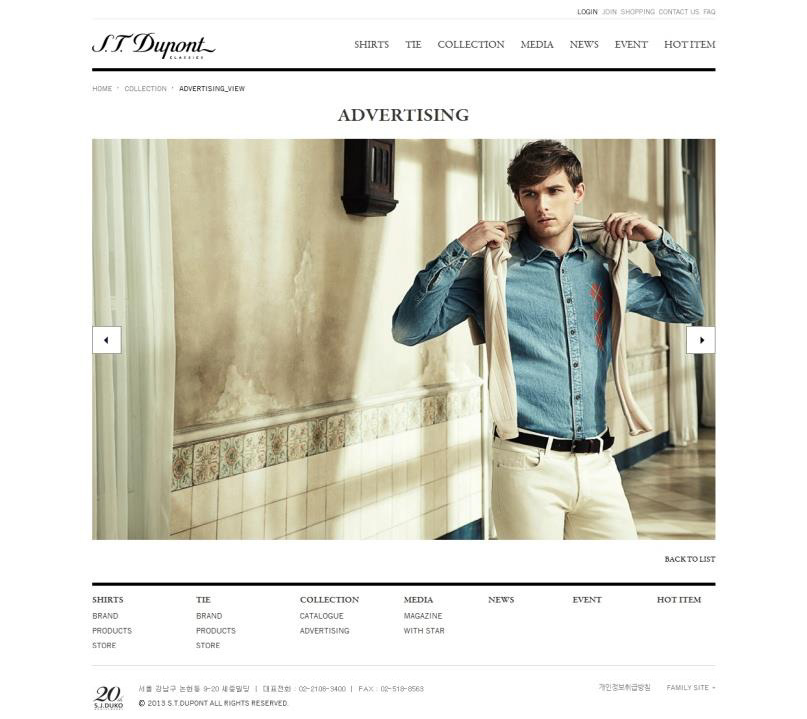 LOGIN JOIN SHOPPING CONTACT US FAQ
S.T. Dupont
CLASSICS
SHIRTS TIE COLLECTION MEDIA NEWS EVENT HOT ITEM
HOME COLLECTION ADVERTISING_VIEW
ADVERTISING
BACK TO LIST
SHIRTS TIE COLLECTION MEDIA NEWS EVENT HOT ITEM
BRAND BRAND CATALOGUE MAGAZINE
PRODUCTS PRODUCTS ADVERTISING WITH STAR
STORE STORE
20th
S.J.DUKO
서울 강남구 논현동 9-20 세중빌딩 | 대표전화 : 02-2106-3400 | FAX : 02-518-8563
© 2013 S.T.DUPONT ALL RIGHTS RESERVED.
개인정보취급방침 FAMILY SITE